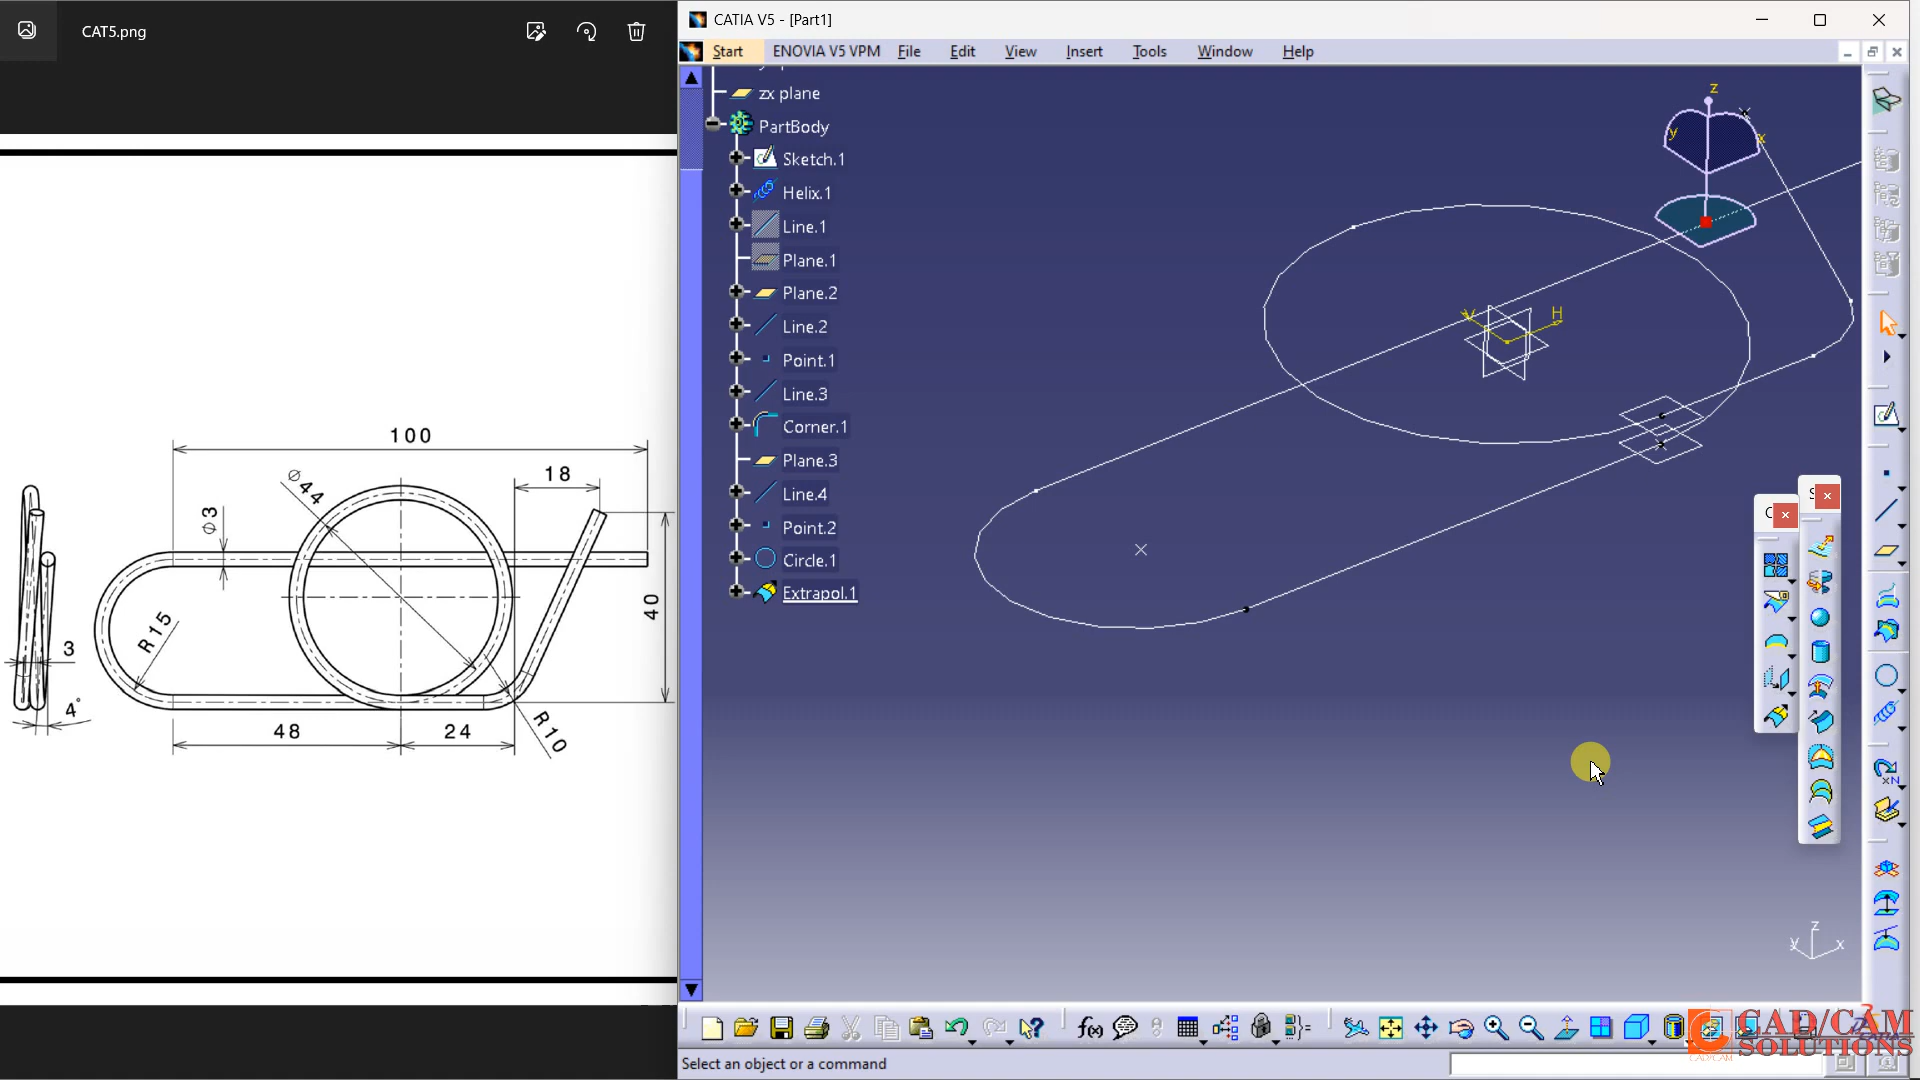 CAT5.png
CATIA V5 - [Part1]
Start ENOVIA V5 VPM File Edit View Insert Tools Window Help
zx plane
PartBody
Sketch.1
Helix.1
Line.1
Plane.1
Plane.2
Line.2
Point.1
Line.3
Corner.1
Plane.3
Line.4
Point.2
Circle.1
Extrapol.1
z
y
x
V
H
100
18
Ø44
Ø3
R15
40
3
4°
48
24
R10
z
y
x
f(x)
Select an object or a command
CAD/CAM
SOLUTIONS